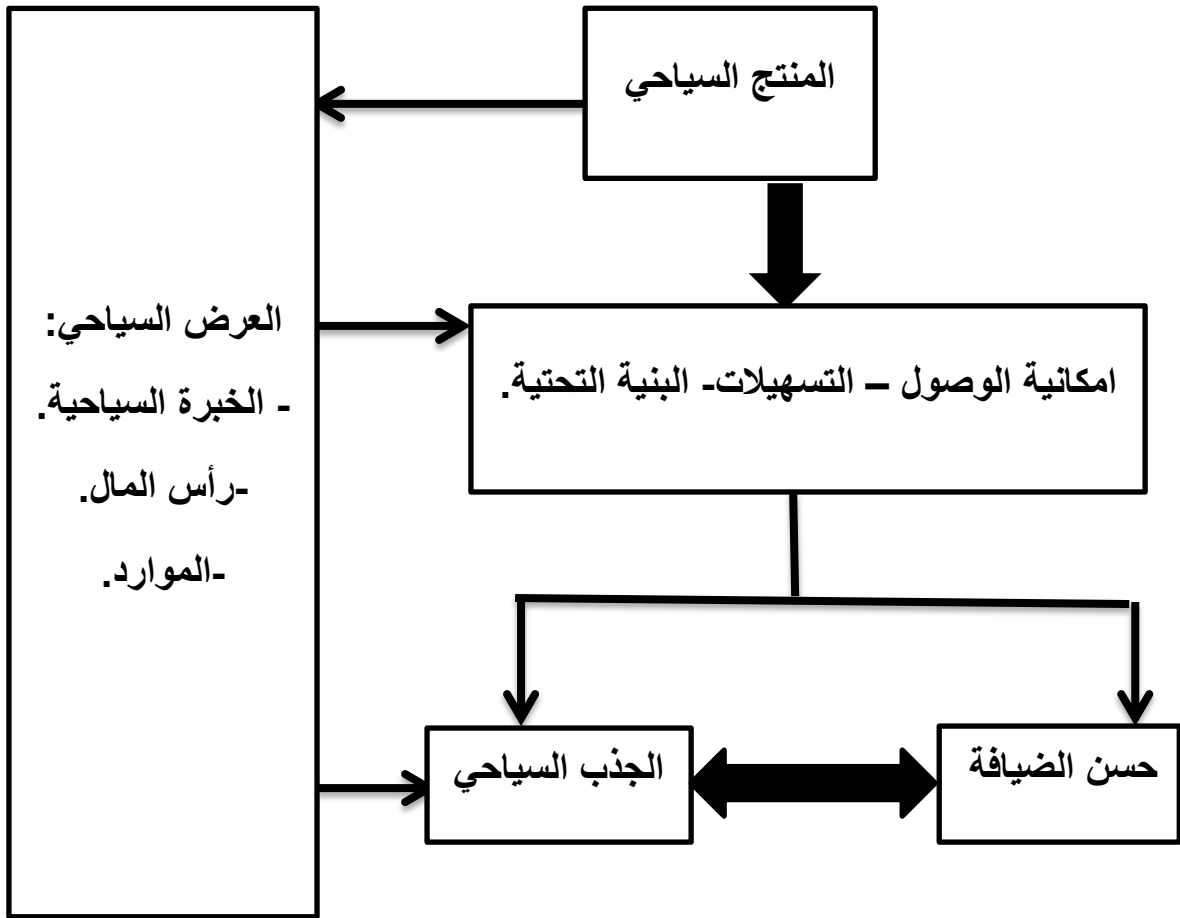 المنتج السياحي
العرض السياحي:
- الخبرة السياحية.
-رأس المال.
-الموارد.
امكانية الوصول – التسهيلات- البنية التحتية.
حسن الضيافة
الجذب السياحي